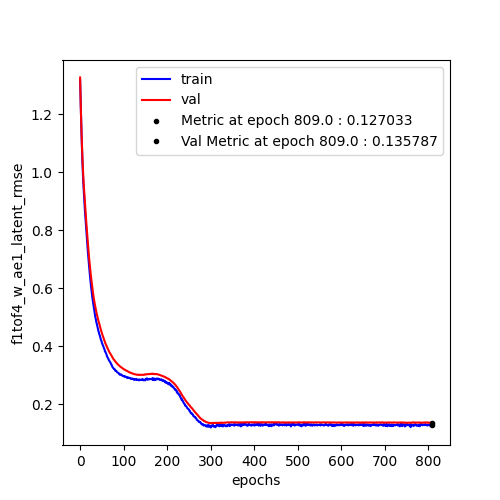 train
val
Metric at epoch 809.0 : 0.127033
Val Metric at epoch 809.0 : 0.135787
f1tof4_w_ae1_latent_rmse
1.2
1.0
0.8
0.6
0.4
0.2
0 100 200 300 400 500 600 700 800
epochs